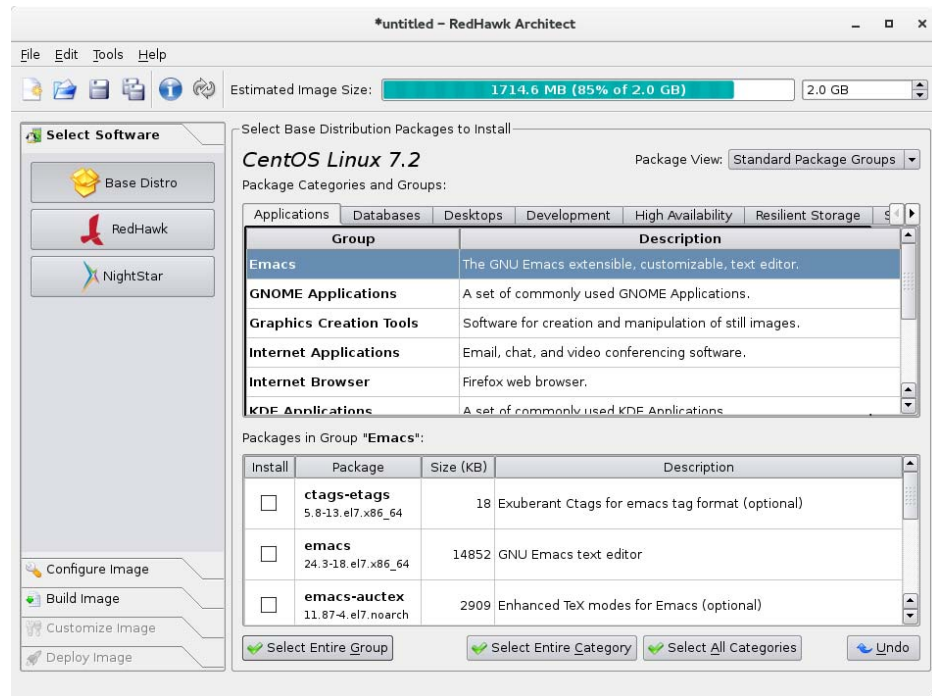 *untitled – RedHawk Architect
File Edit Tools Help
Estimated Image Size: 1714.6 MB (85% of 2.0 GB) 2.0 GB
Select Software
Base Distro
RedHawk
NightStar
Configure Image
Build Image
Customize Image
Deploy Image
Select Base Distribution Packages to Install
CentOS Linux 7.2
Package View: Standard Package Groups
Package Categories and Groups:
Applications Databases Desktops Development High Availability Resilient Storage
Group Description
Emacs The GNU Emacs extensible, customizable, text editor.
GNOME Applications A set of commonly used GNOME Applications.
Graphics Creation Tools Software for creation and manipulation of still images.
Internet Applications Email, chat, and video conferencing software.
Internet Browser Firefox web browser.
KDE Applications A set of commonly used KDE Applications
Packages in Group "Emacs":
Install Package Size (KB) Description
ctags-etags
5.8-13.el7.x86_64
18 Exuberant Ctags for emacs tag format (optional)
emacs
24.3-18.el7.x86_64
14852 GNU Emacs text editor
emacs-auctex
11.87-4.el7.noarch
2909 Enhanced TeX modes for Emacs (optional)
Select Entire Group Select Entire Category Select All Categories Undo